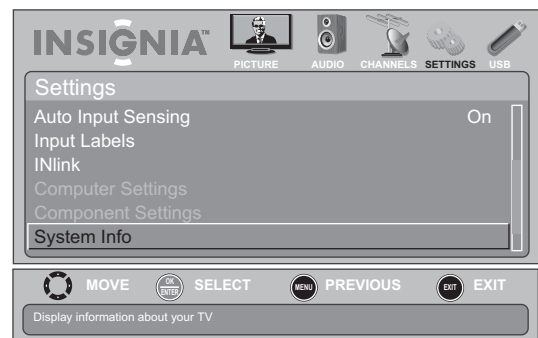 INSIGNIA™
PICTURE AUDIO CHANNELS SETTINGS USB
Settings
Auto Input Sensing On
Input Labels
INlink
Computer Settings
Component Settings
System Info
MOVE OK ENTER SELECT MENU PREVIOUS EXIT EXIT
Display information about your TV